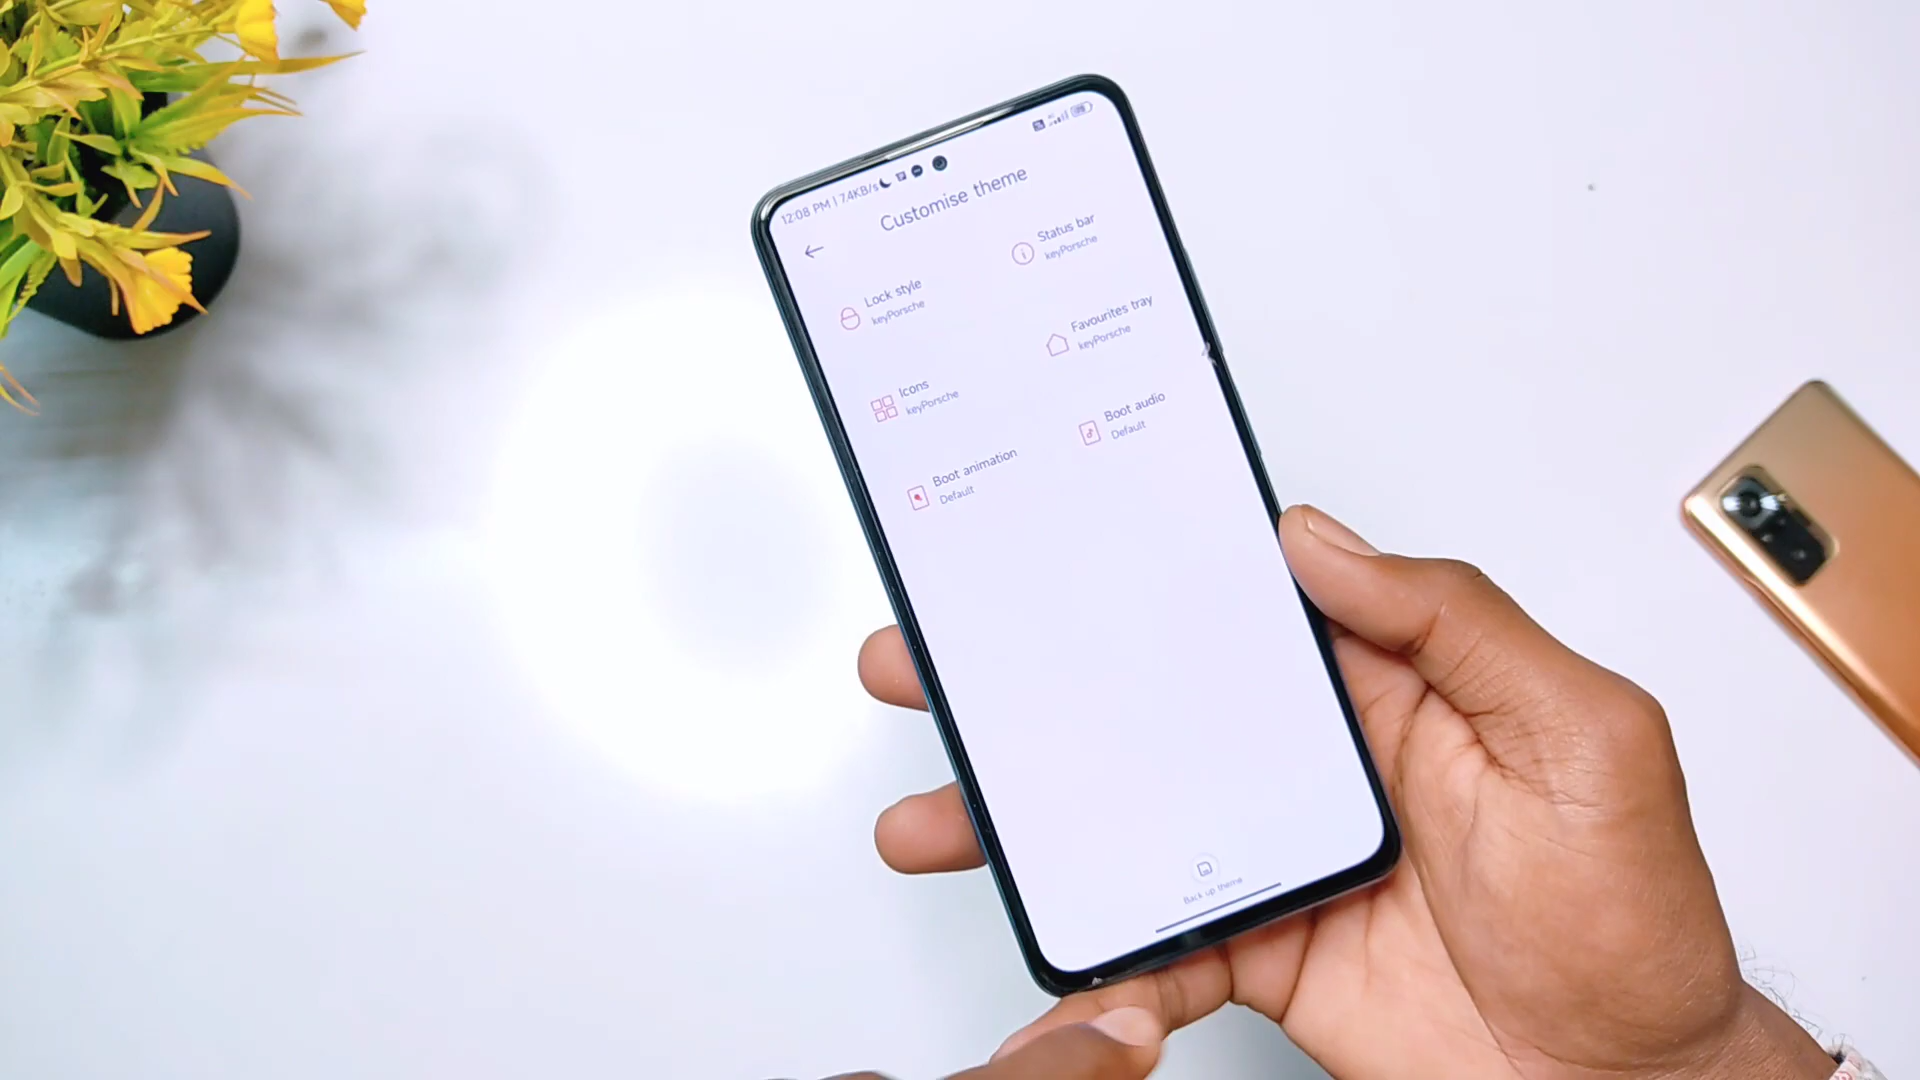 12:08 PM | 7.4KB/s
Customise theme
Status bar
keyPorsche
Lock style
keyPorsche
Favourites tray
keyPorsche
Icons
keyPorsche
Boot audio
Default
Boot animation
Default
Back up theme